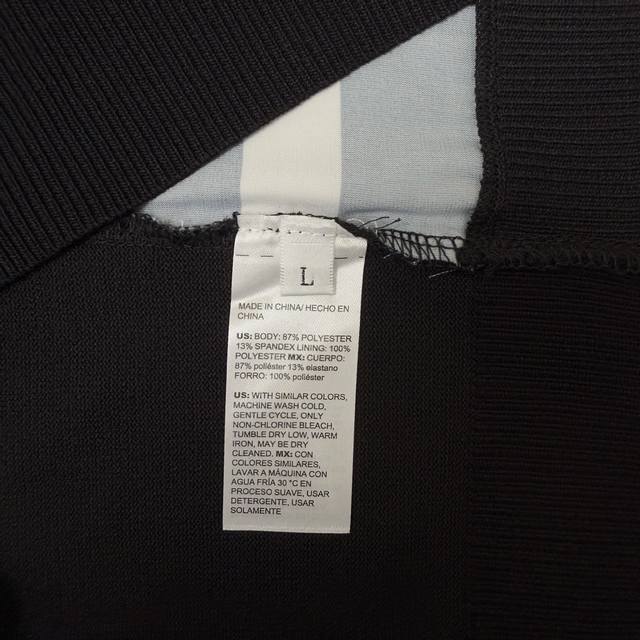 L
MADE IN CHINA/ HECHO EN
CHINA
US: BODY: 87% POLYESTER
13% SPANDEX LINING: 100%
POLYESTER MX: CUERPO:
87% poliéster 13% elastano
FORRO: 100% poliéster
US: WITH SIMILAR COLORS,
MACHINE WASH COLD,
GENTLE CYCLE, ONLY
NON-CHLORINE BLEACH,
TUMBLE DRY LOW, WARM
IRON, MAY BE DRY
CLEANED. MX: CON
COLORES SIMILARES,
LAVAR A MÁQUINA CON
AGUA FRÍA 30 °C EN
PROCESO SUAVE, USAR
DETERGENTE, USAR
SOLAMENTE